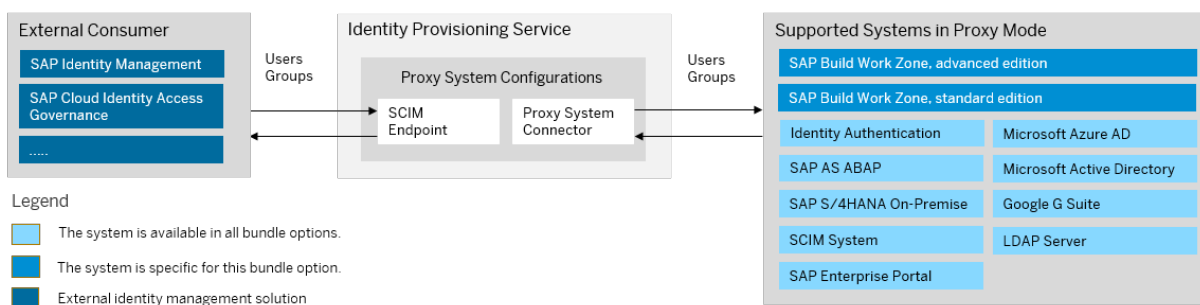 External Consumer
SAP Identity Management
SAP Cloud Identity Access
Governance
.....
Users
Groups
Identity Provisioning Service
Proxy System Configurations
SCIM
Endpoint
Proxy System
Connector
Users
Groups
Supported Systems in Proxy Mode
SAP Build Work Zone, advanced edition
SAP Build Work Zone, standard edition
Identity Authentication
Microsoft Azure AD
SAP AS ABAP
Microsoft Active Directory
SAP S/4HANA On-Premise
Google G Suite
SCIM System
LDAP Server
SAP Enterprise Portal
Legend
The system is available in all bundle options.
The system is specific for this bundle option.
External identity management solution